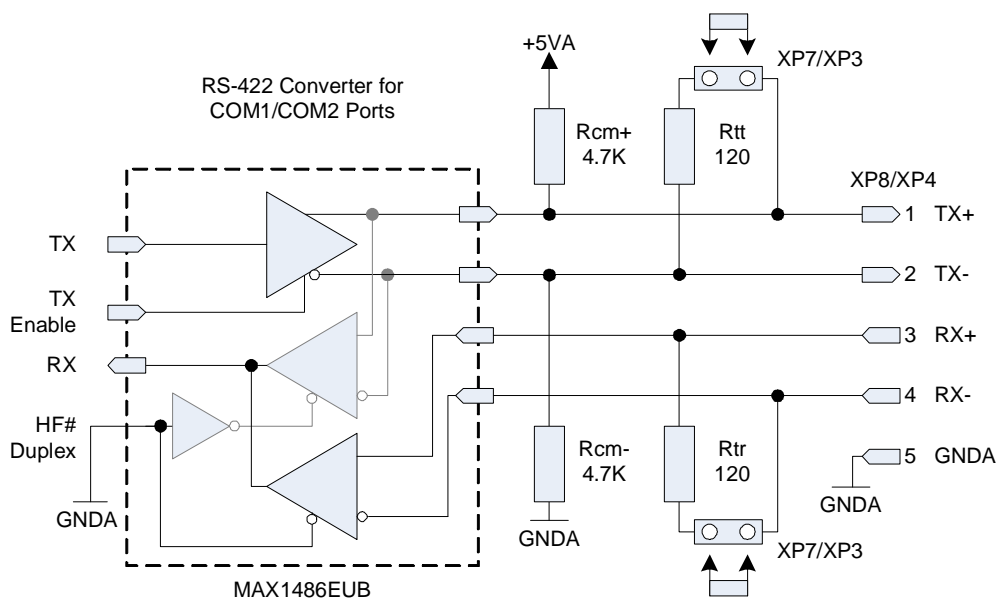 RS-422 Converter for
COM1/COM2 Ports
+5VA
XP7/XP3
Rcm+
4.7K
Rtt
120
XP8/XP4
TX
1 TX+
2 TX-
TX
Enable
RX
3 RX+
4 RX-
HF#
Duplex
GNDA
Rcm-
4.7K
Rtr
120
5 GNDA
GNDA
GNDA
XP7/XP3
MAX1486EUB